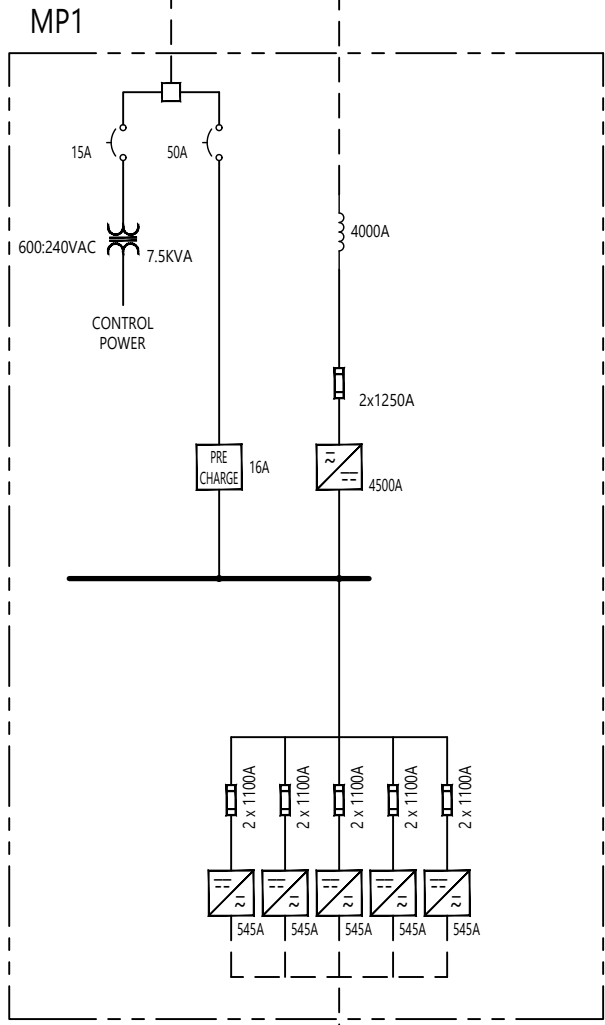 MP1
15A
50A
4000A
600:240VAC
7.5KVA
CONTROL
POWER
2x1250A
PRE
CHARGE
16A
4500A
2 x 1100A
2 x 1100A
2 x 1100A
2 x 1100A
2 x 1100A
545A
545A
545A
545A
545A